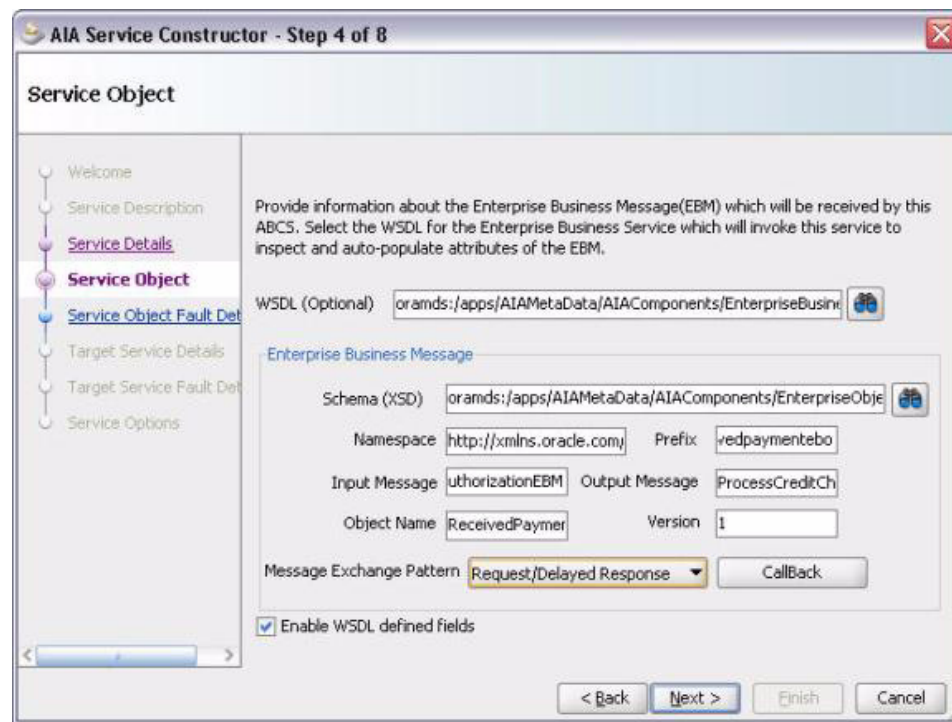 AIA Service Constructor - Step 4 of 8
Service Object
Welcome
Service Description
Service Details
Service Object
Service Object Fault Det
Target Service Details
Target Service Fault Det
Service Options
Provide information about the Enterprise Business Message(EBM) which will be received by this
ABCS. Select the WSDL for the Enterprise Business Service which will invoke this service to
inspect and auto-populate attributes of the EBM.
WSDL (Optional) oramds:/apps/AIAMetaData/AIAComponents/EnterpriseBusine
Enterprise Business Message
Schema (XSD) oramds:/apps/AIAMetaData/AIAComponents/EnterpriseObje
Namespace http://xmlns.oracle.com/ Prefix vedpaymentebo
Input Message uthorizationEBM Output Message ProcessCreditCh
Object Name ReceivedPaymer Version 1
Message Exchange Pattern Request/Delayed Response CallBack
Enable WSDL defined fields
< Back Next > Finish Cancel